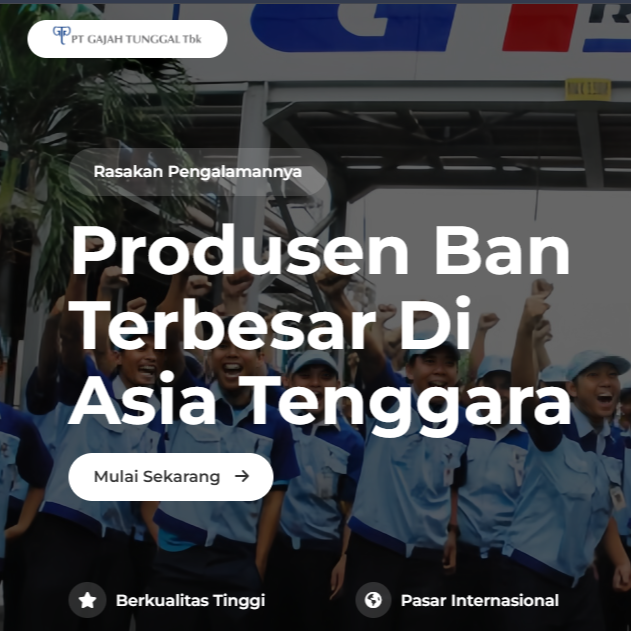 PT GAJAH TUNGGAL Tbk
Rasakan Pengalamannya
Produsen Ban
Terbesar Di
Asia Tenggara
Mulai Sekarang
Berkualitas Tinggi
Pasar Internasional